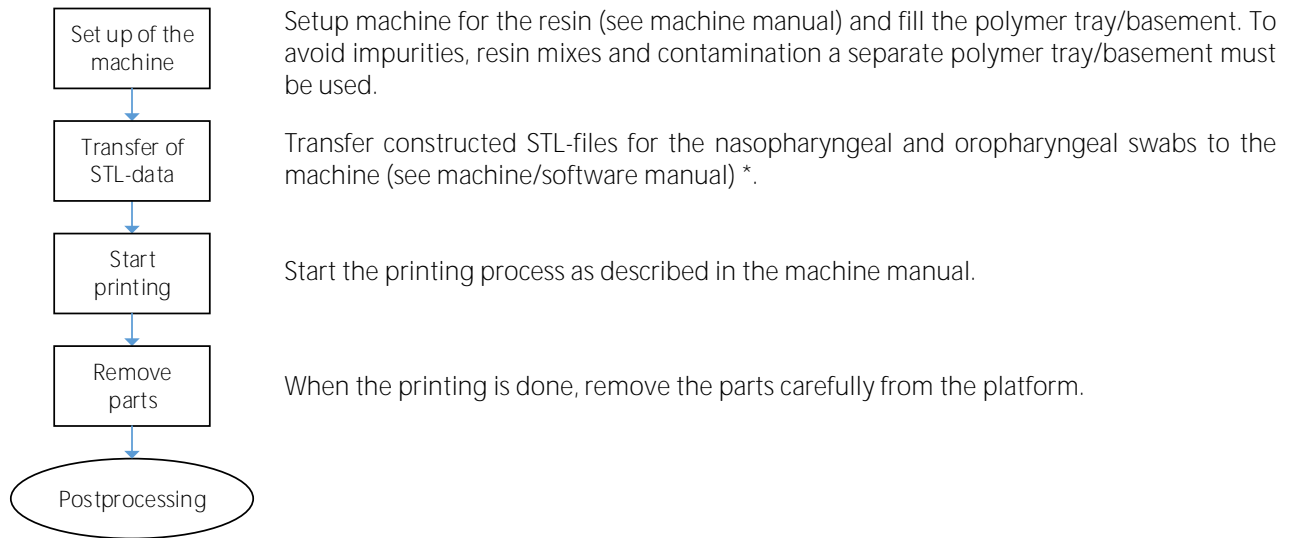 Set up of the
machine
Setup machine for the resin (see machine manual) and fill the polymer tray/basement. To
avoid impurities, resin mixes and contamination a separate polymer tray/basement must
be used.
Transfer of
STL-data
Transfer constructed STL-files for the nasopharyngeal and oropharyngeal swabs to the
machine (see machine/software manual) *.
Start
printing
Start the printing process as described in the machine manual.
Remove
parts
When the printing is done, remove the parts carefully from the platform.
Postprocessing